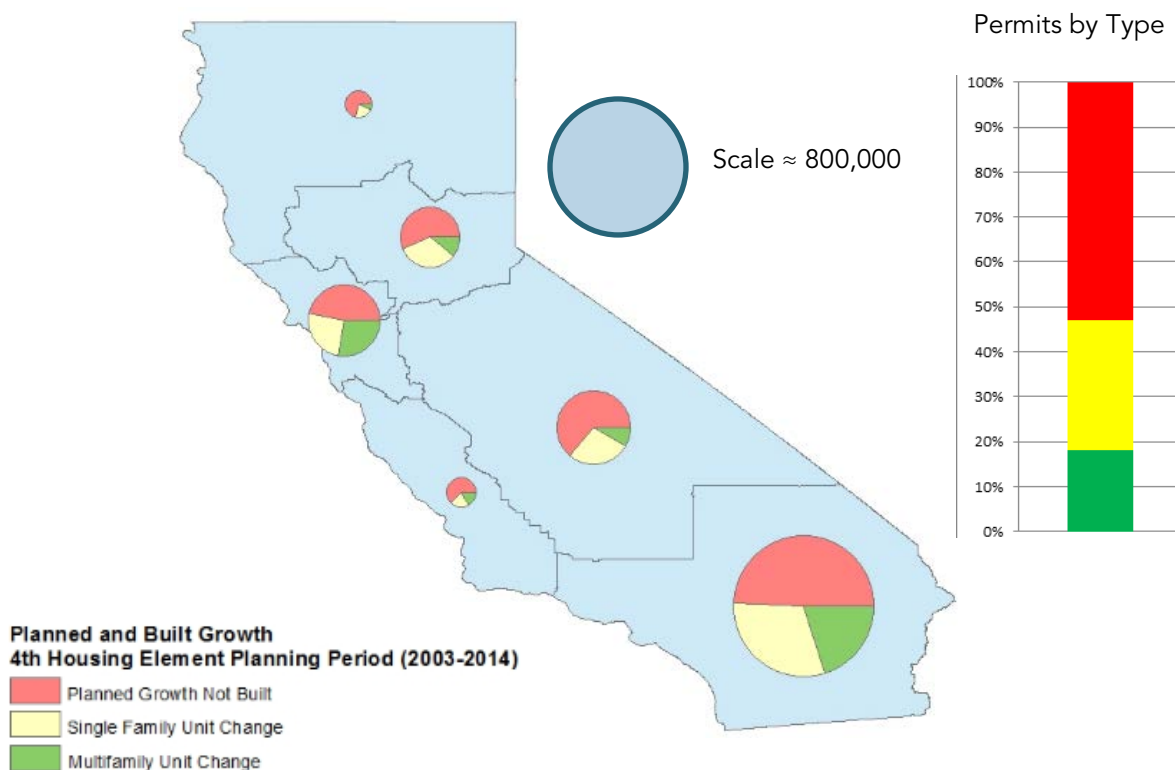 Permits by Type
100%
90%
80%
70%
60%
50%
40%
30%
20%
10%
0%
Scale ≈ 800,000
Planned and Built Growth
4th Housing Element Planning Period (2003-2014)
Planned Growth Not Built
Single Family Unit Change
Multifamily Unit Change